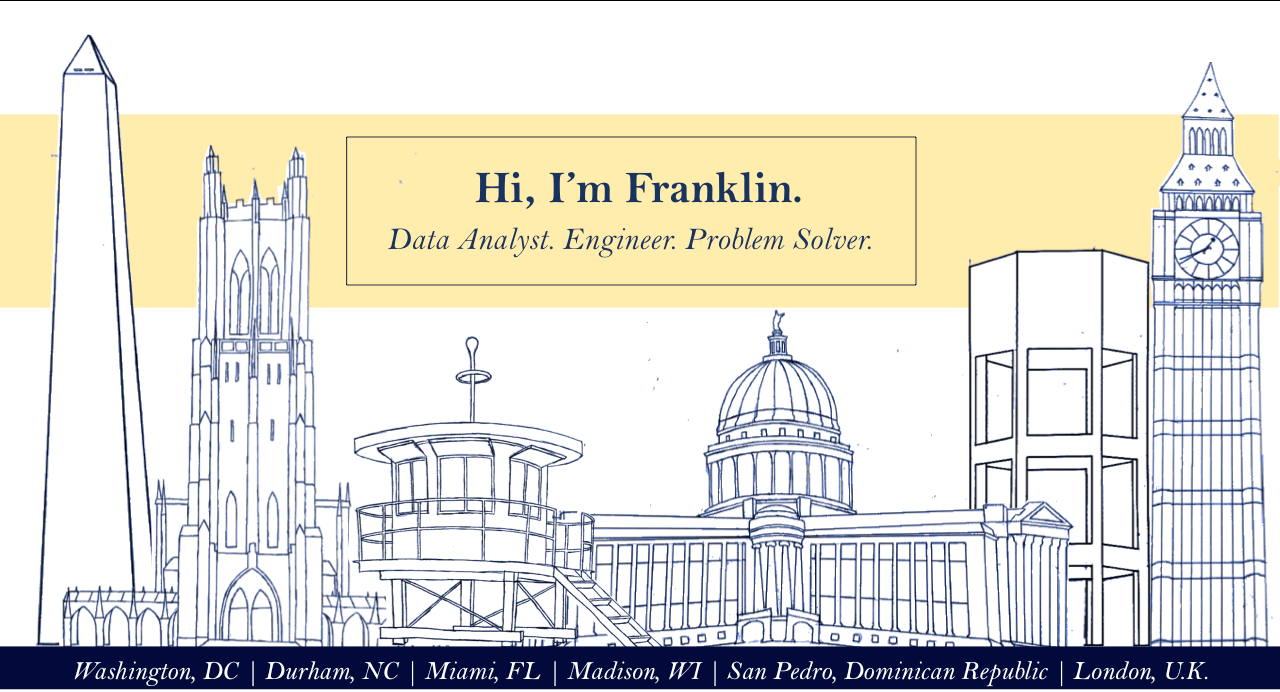 Hi, I’m Franklin.
Data Analyst. Engineer. Problem Solver.
Washington, DC | Durham, NC | Miami, FL | Madison, WI | San Pedro, Dominican Republic | London, U.K.